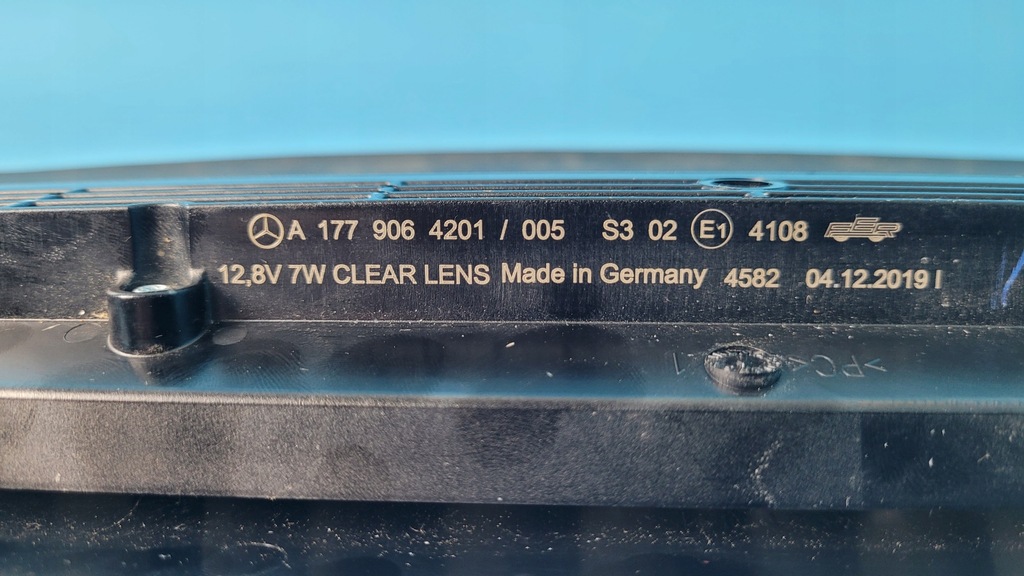 A 177 906 4201 / 005 S3 02 E1 4108
12,8V 7W CLEAR LENS Made in Germany 4582 04.12.2019 I
>PC<